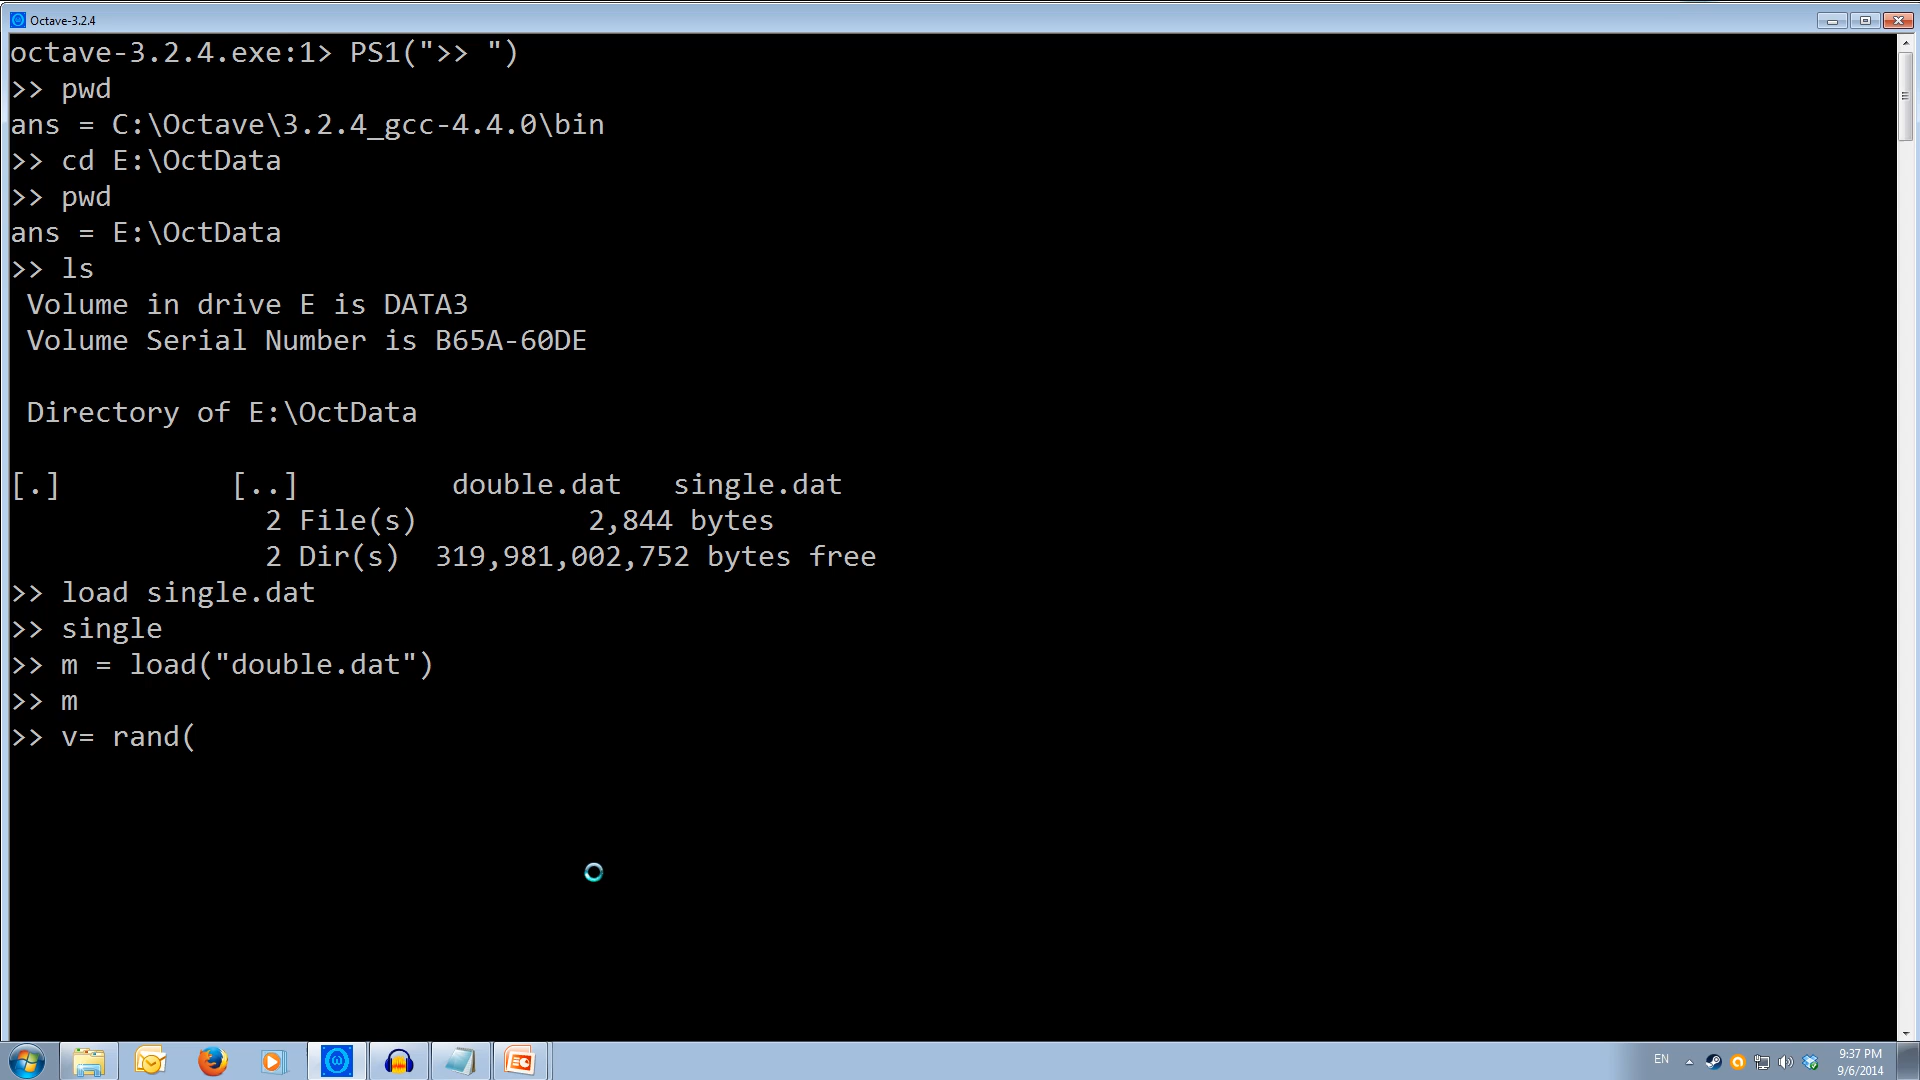 Octave-3.2.4
octave-3.2.4.exe:1> PS1(">> ")
>> pwd
ans = C:\Octave\3.2.4_gcc-4.4.0\bin
>> cd E:\OctData
>> pwd
ans = E:\OctData
>> ls
 Volume in drive E is DATA3
 Volume Serial Number is B65A-60DE
 Directory of E:\OctData
[.]          [..]         double.dat   single.dat
               2 File(s)          2,844 bytes
               2 Dir(s)  319,981,002,752 bytes free
>> load single.dat
>> single
>> m = load("double.dat")
>> m
>> v= rand(
EN
9:37 PM
9/6/2014